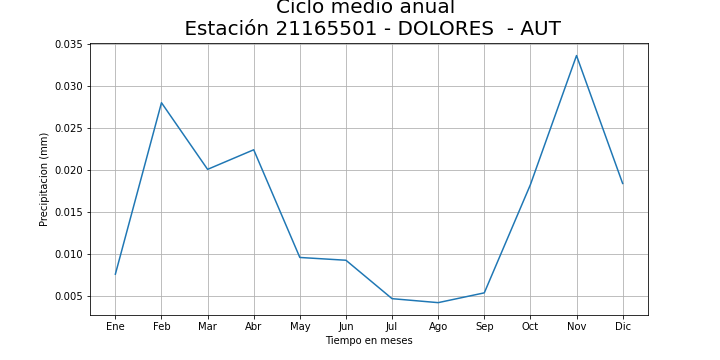 Ciclo medio anual
Estación 21165501 - DOLORES  - AUT
0.035
0.030
0.025
0.020
0.015
0.010
0.005
Precipitacion (mm)
Ene Feb Mar Abr May Jun Jul Ago Sep Oct Nov Dic
Tiempo en meses